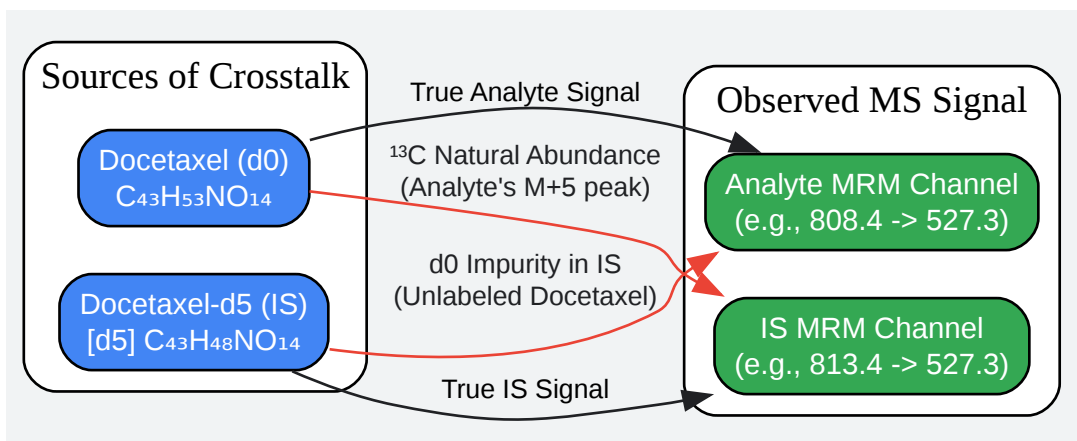 Sources of Crosstalk
Docetaxel (d0)
C₄₃H₅₃NO₁₄
Docetaxel-d5 (IS)
[d5] C₄₃H₄₈NO₁₄
True Analyte Signal
¹³C Natural Abundance
(Analyte's M+5 peak)
d0 Impurity in IS
(Unlabeled Docetaxel)
True IS Signal
Observed MS Signal
Analyte MRM Channel
(e.g., 808.4 -> 527.3)
IS MRM Channel
(e.g., 813.4 -> 527.3)